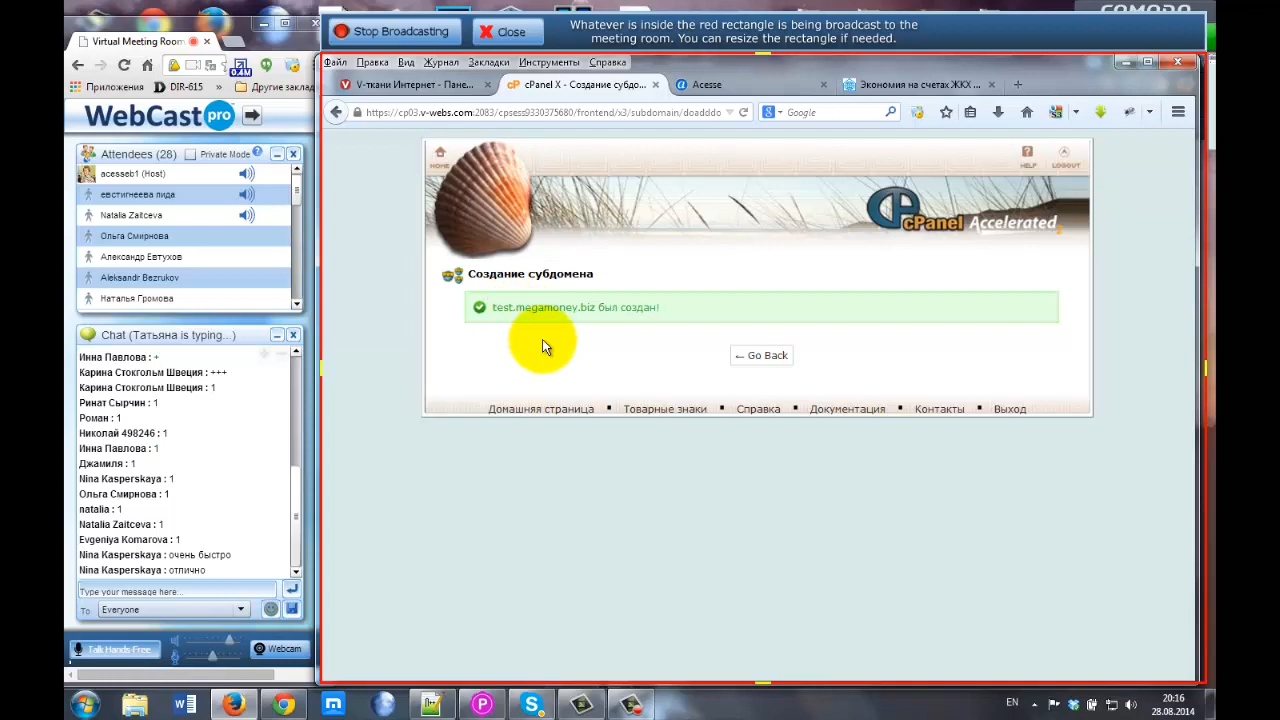 Stop Broadcasting
Close
Whatever is inside the red rectangle is being broadcast to the
meeting room. You can resize the rectangle if needed.
Virtual Meeting Room
0.4M
Приложения
DIR-615
Другие заклад
WebCast pro
Attendees (28)
Private Mode
acessab1 (Host)
евстигнеева лида
Natalia Zaitceva
Ольга Смирнова
Александр Евтухов
Aleksandr Bezrukov
Наталья Громова
Chat (Татьяна is typing...)
Инна Павлова : +
Карина Стокгольм Швеция : +++
Карина Стокгольм Швеция : 1
Ринат Сырчин : 1
Роман : 1
Николай 498246 : 1
Инна Павлова : 1
Джамиля : 1
Nina Kasperskaya : 1
Ольга Смирнова : 1
natalia : 1
Natalia Zaitceva : 1
Evgeniya Komarova : 1
Nina Kasperskaya : очень быстро
Nina Kasperskaya : отлично
Type your message here...
To: Everyone
Talk Hands-Free
Webcam
Файл Правка Вид Журнал Закладки Инструменты Справка
V-ткани Интернет - Пане...
cPanel X - Создание субдо...
Acesse
Экономия на счетах ЖКХ ...
https://cp03.v-webs.com:2083/cpsess9330375680/frontend/x3/subdomain/doadddo
Google
HOME
HELP
LOGOUT
cPanel Accelerated2
Создание субдомена
test.megamoney.biz был создан!
← Go Back
Домашняя страница ▪ Товарные знаки ▪ Справка ▪ Документация ▪ Контакты ▪ Выход
EN
20:16
28.08.2014